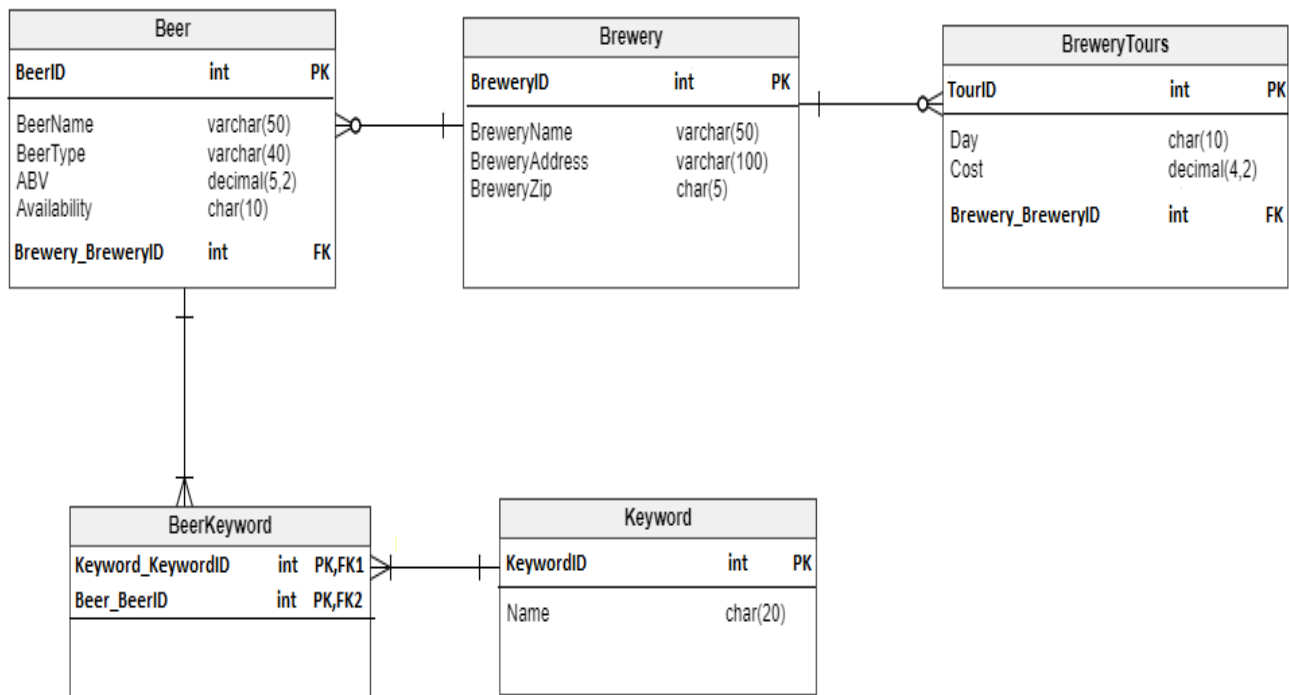 Beer
BeerID int PK
BeerName varchar(50)
BeerType varchar(40)
ABV decimal(5,2)
Availability char(10)
Brewery_BreweryID int FK
Brewery
BreweryID int PK
BreweryName varchar(50)
BreweryAddress varchar(100)
BreweryZip char(5)
BreweryTours
TourID int PK
Day char(10)
Cost decimal(4,2)
Brewery_BreweryID int FK
BeerKeyword
Keyword_KeywordID int PK,FK1
Beer_BeerID int PK,FK2
Keyword
KeywordID int PK
Name char(20)